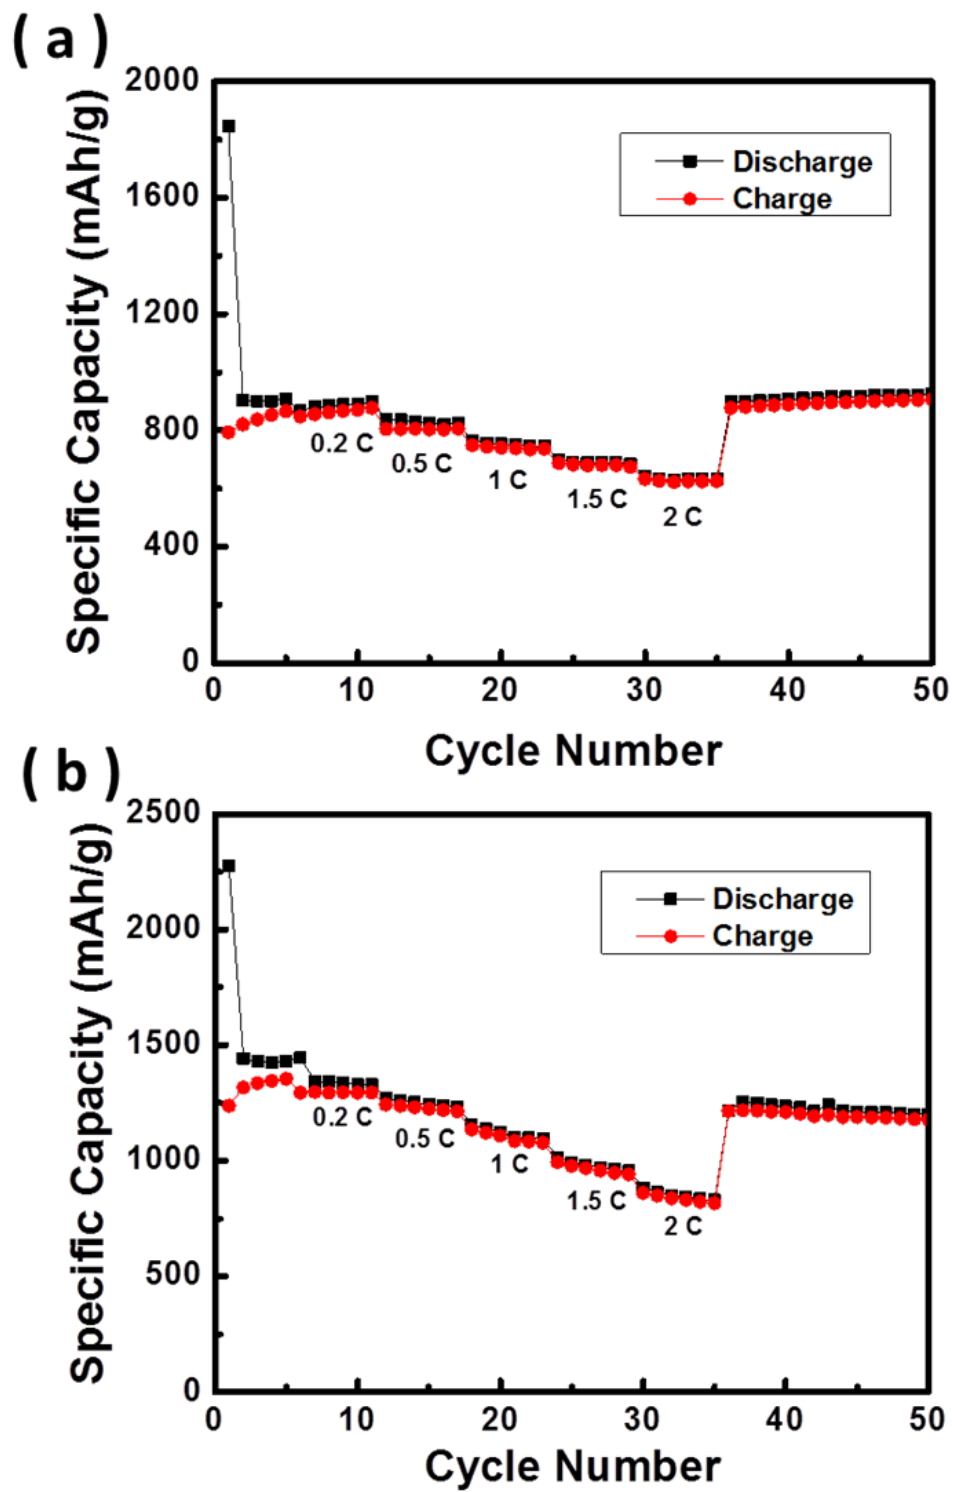 ( a )
Specific Capacity (mAh/g)
2000
1600
1200
800
400
0
Discharge
Charge
0.2 C
0.5 C
1 C
1.5 C
2 C
0 10 20 30 40 50
Cycle Number
( b )
Specific Capacity (mAh/g)
2500
2000
1500
1000
500
0
Discharge
Charge
0.2 C
0.5 C
1 C
1.5 C
2 C
0 10 20 30 40 50
Cycle Number